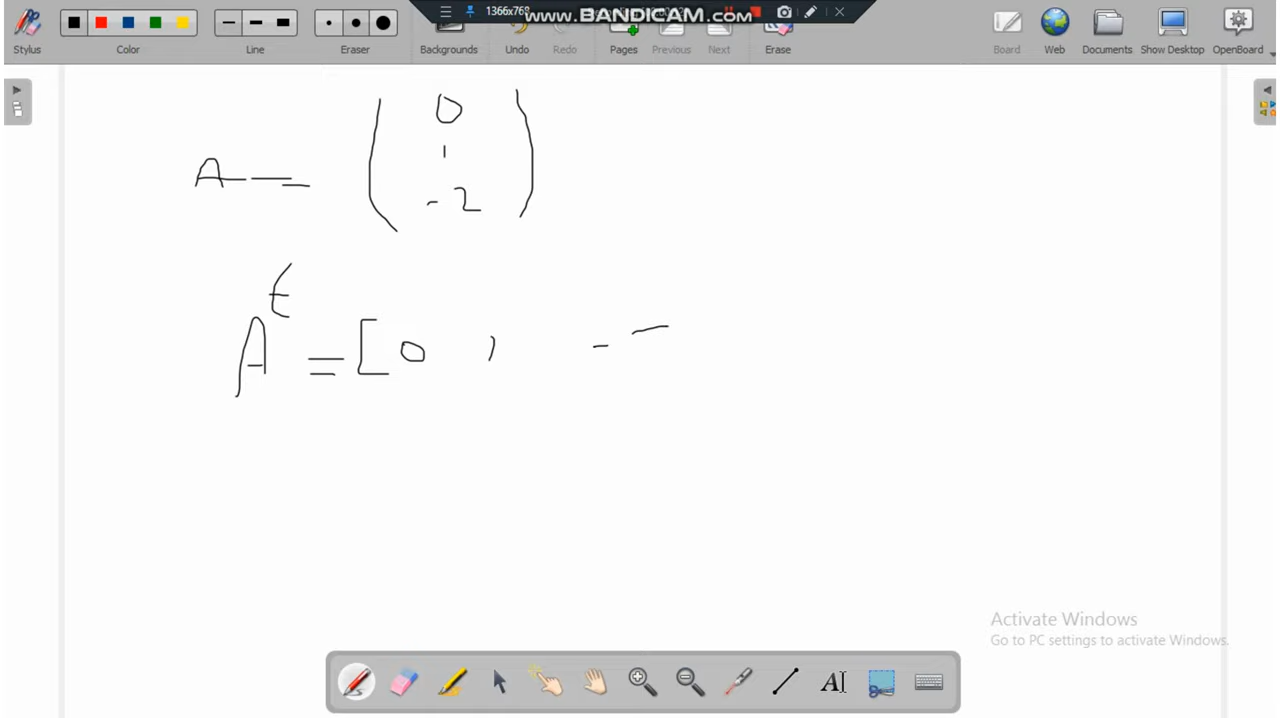 1366x768
www.BANDICAM.com
Stylus Color Line Eraser Backgrounds Undo Redo Pages Previous Next Erase Board Web Documents Show Desktop OpenBoard
0
1
A = ( )
-2
A^t = [ 0 1 -
Activate Windows
Go to PC settings to activate Windows.
A